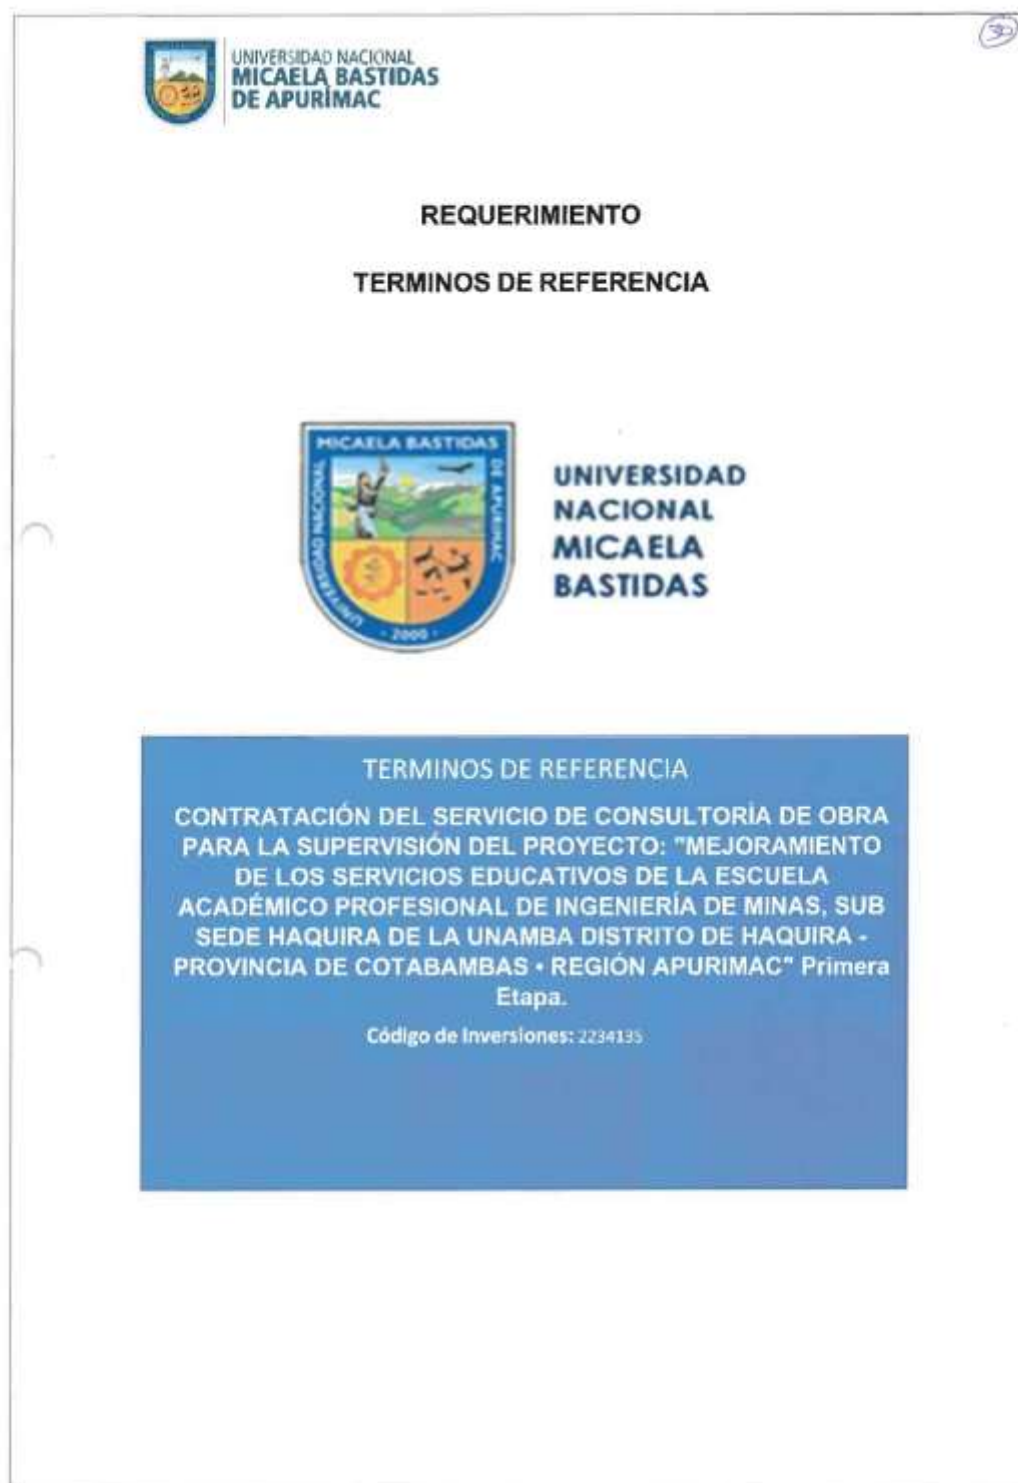 UNIVERSIDAD NACIONAL
MICAELA BASTIDAS
DE APURÍMAC
REQUERIMIENTO
TERMINOS DE REFERENCIA
MICAELA BASTIDAS
UNIVERSIDAD NACIONAL
DE APURIMAC
- 2000 -
UNIVERSIDAD
NACIONAL
MICAELA
BASTIDAS
TERMINOS DE REFERENCIA
CONTRATACIÓN DEL SERVICIO DE CONSULTORÍA DE OBRA
PARA LA SUPERVISIÓN DEL PROYECTO: "MEJORAMIENTO
DE LOS SERVICIOS EDUCATIVOS DE LA ESCUELA
ACADÉMICO PROFESIONAL DE INGENIERÍA DE MINAS, SUB
SEDE HAQUIRA DE LA UNAMBA DISTRITO DE HAQUIRA -
PROVINCIA DE COTABAMBAS • REGIÓN APURIMAC" Primera
Etapa.
Código de Inversiones: 2234135